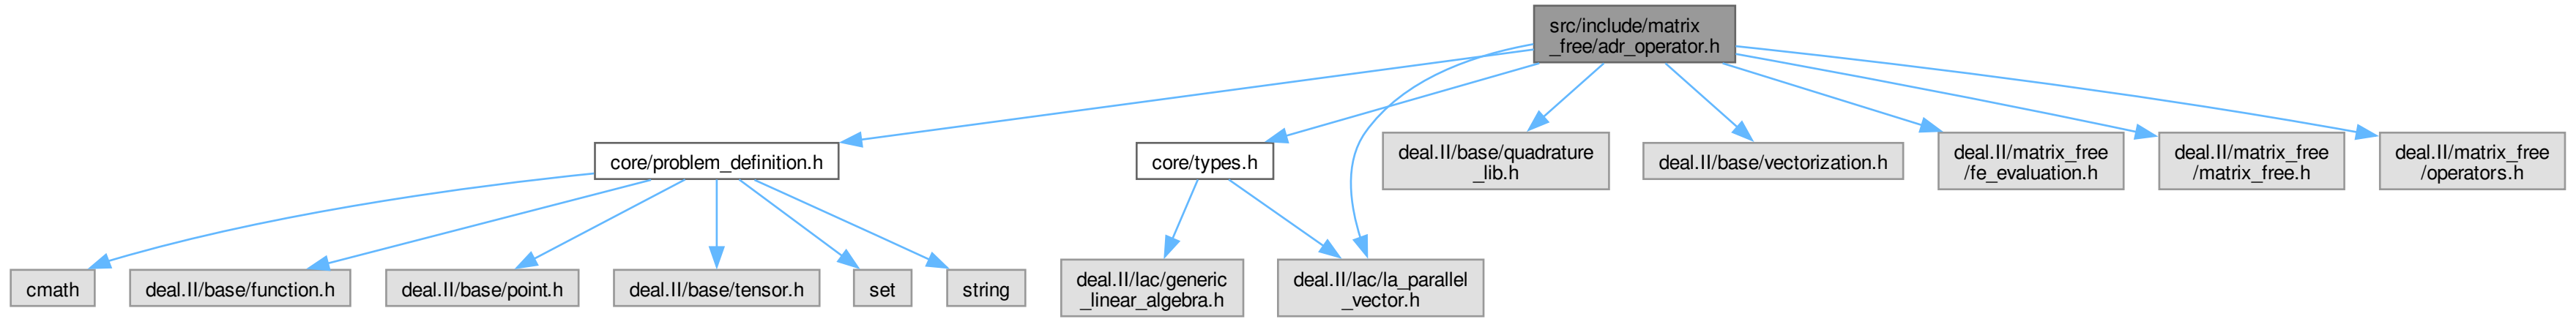 src/include/matrix
_free/adr_operator.h
core/problem_definition.h
core/types.h
deal.II/base/quadrature
_lib.h
deal.II/base/vectorization.h
deal.II/matrix_free
/fe_evaluation.h
deal.II/matrix_free
/matrix_free.h
deal.II/matrix_free
/operators.h
cmath
deal.II/base/function.h
deal.II/base/point.h
deal.II/base/tensor.h
set
string
deal.II/lac/generic
_linear_algebra.h
deal.II/lac/la_parallel
_vector.h